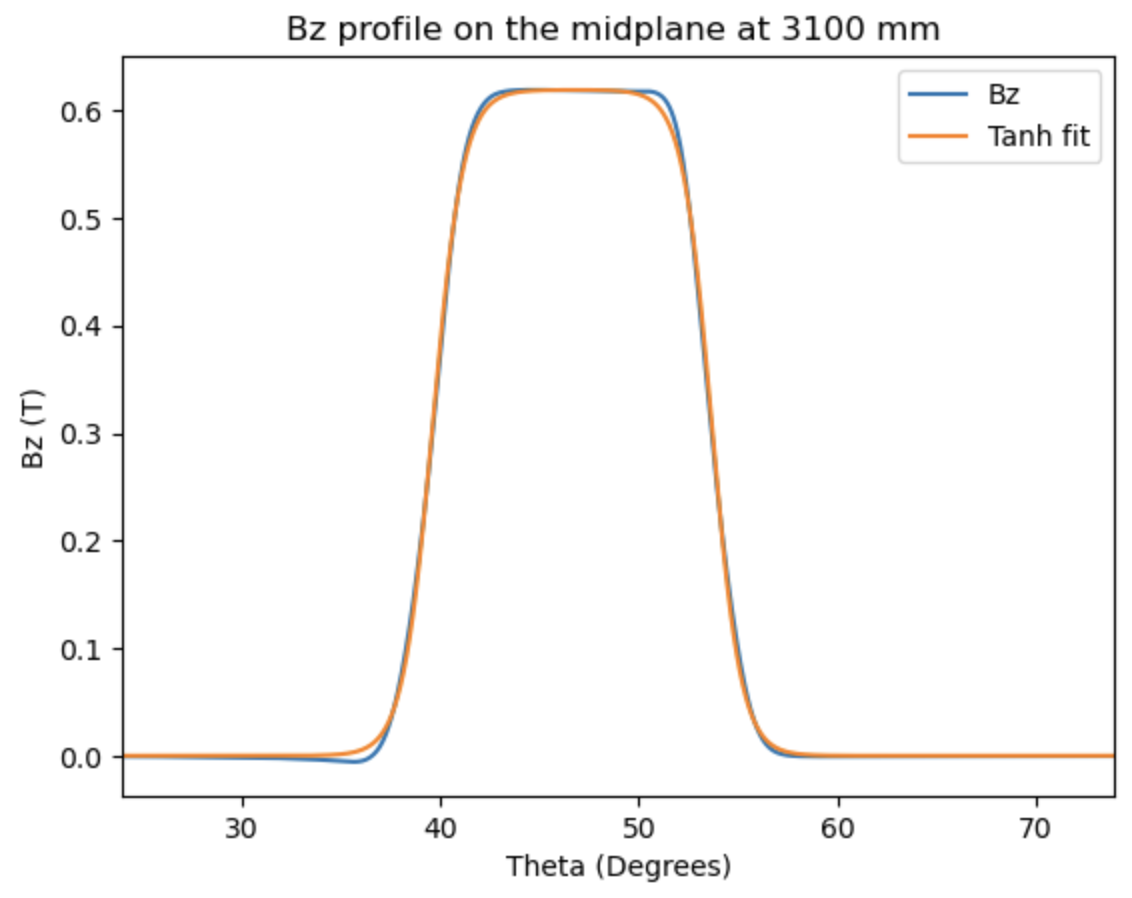 Bz profile on the midplane at 3100 mm
Bz
Tanh fit
0.6
0.5
0.4
0.3
0.2
0.1
0.0
Bz (T)
30 40 50 60 70
Theta (Degrees)